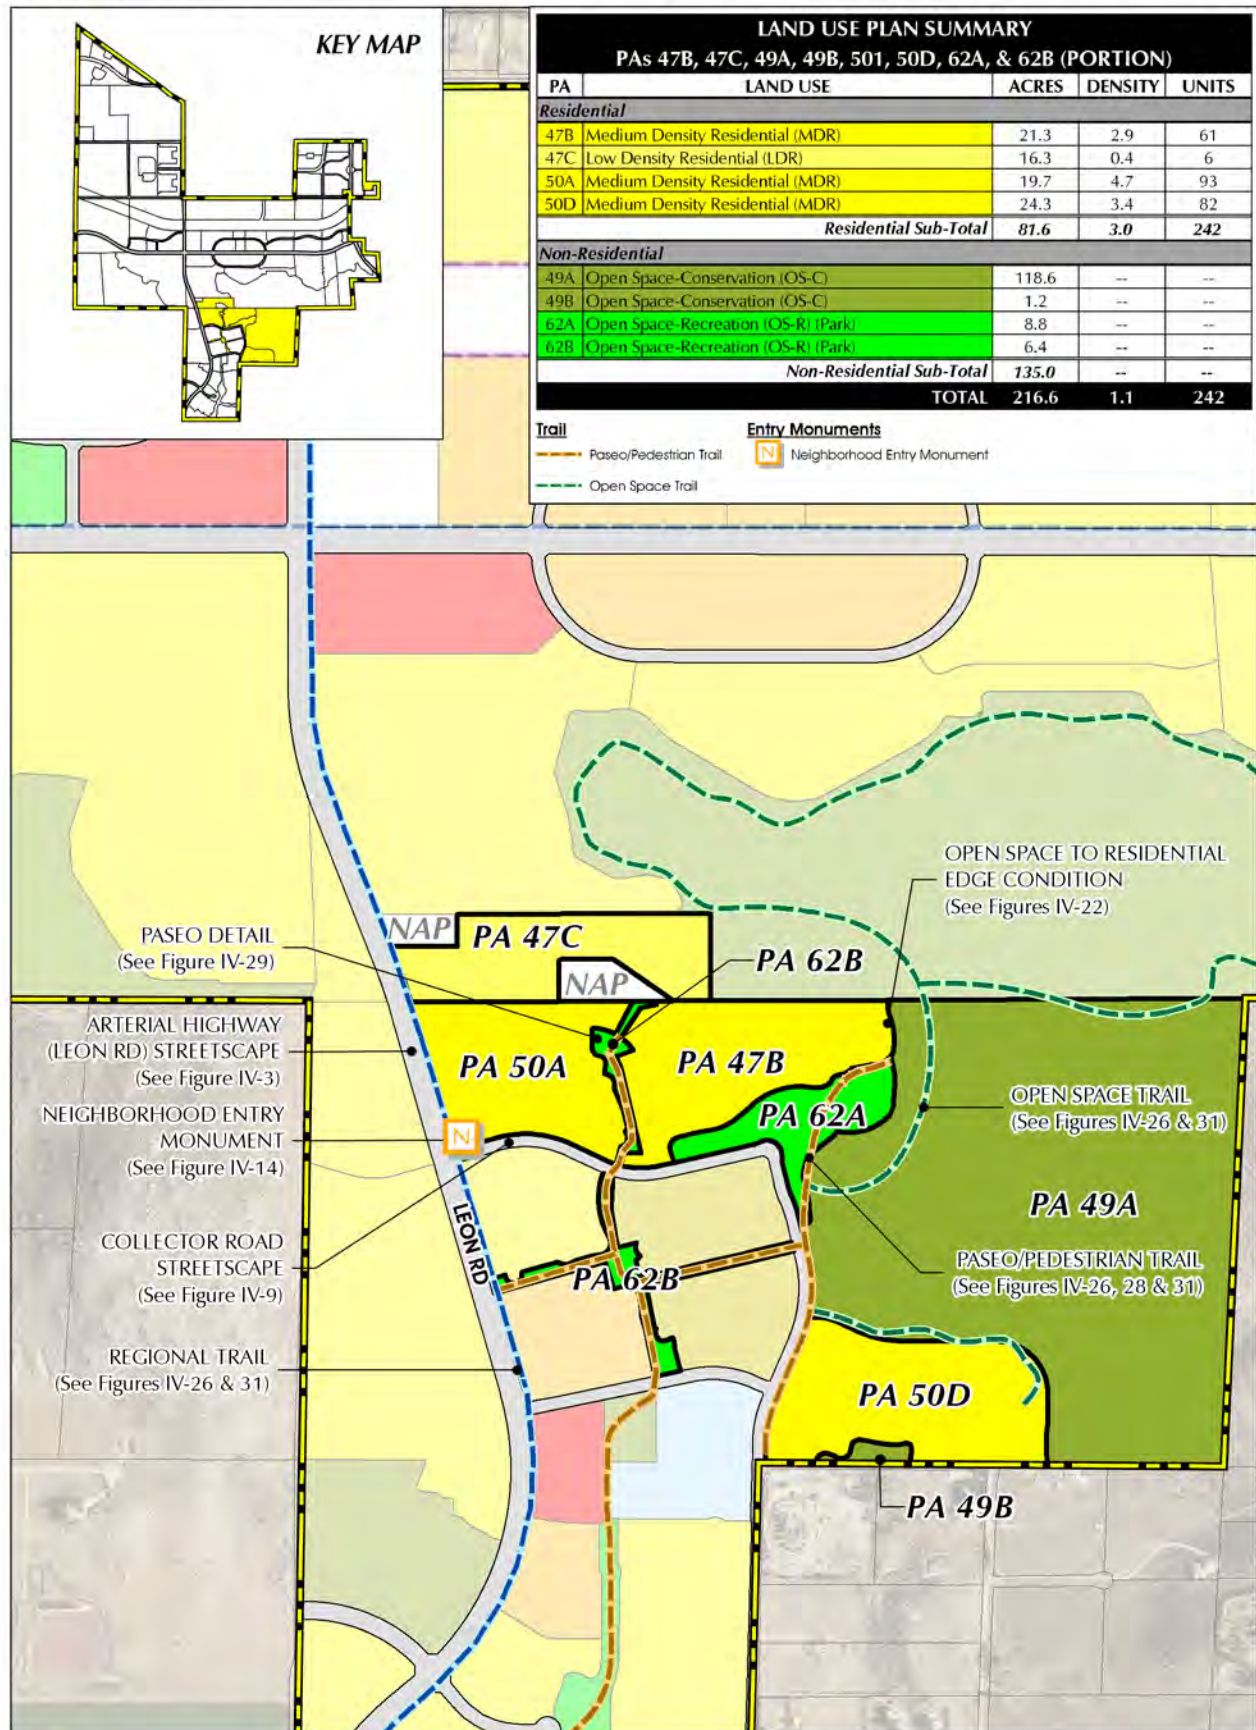 KEY MAP
LAND USE PLAN SUMMARY
PAs 47B, 47C, 49A, 49B, 501, 50D, 62A, & 62B (PORTION)
PA LAND USE ACRES DENSITY UNITS
Residential
47B Medium Density Residential (MDR) 21.3 2.9 61
47C Low Density Residential (LDR) 16.3 0.4 6
50A Medium Density Residential (MDR) 19.7 4.7 93
50D Medium Density Residential (MDR) 24.3 3.4 82
Residential Sub-Total 81.6 3.0 242
Non-Residential
49A Open Space-Conservation (OS-C) 118.6 -- --
49B Open Space-Conservation (OS-C) 1.2 -- --
62A Open Space-Recreation (OS-R) (Park) 8.8 -- --
62B Open Space-Recreation (OS-R) (Park) 6.4 -- --
Non-Residential Sub-Total 135.0 -- --
TOTAL 216.6 1.1 242
Trail
Paseo/Pedestrian Trail
Open Space Trail
Entry Monuments
N Neighborhood Entry Monument
OPEN SPACE TO RESIDENTIAL
EDGE CONDITION
(See Figures IV-22)
NAP
PA 47C
PASEO DETAIL
(See Figure IV-29)
PA 62B
NAP
ARTERIAL HIGHWAY
(LEON RD) STREETSCAPE
(See Figure IV-3)
PA 50A
PA 47B
PA 62A
OPEN SPACE TRAIL
(See Figures IV-26 & 31)
NEIGHBORHOOD ENTRY
MONUMENT
(See Figure IV-14)
N
LEON RD
PA 49A
COLLECTOR ROAD
STREETSCAPE
(See Figure IV-9)
PA 62B
PASEO/PEDESTRIAN TRAIL
(See Figures IV-26, 28 & 31)
REGIONAL TRAIL
(See Figures IV-26 & 31)
PA 50D
PA 49B